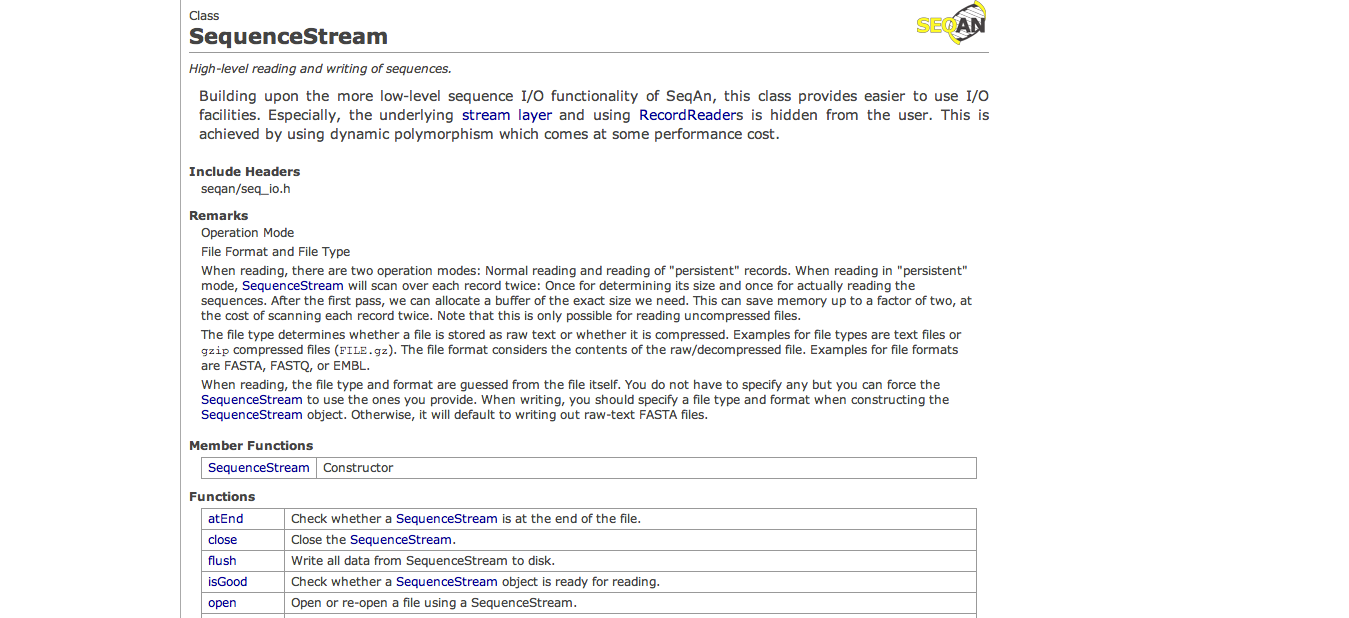 Class
SEQAN
SequenceStream
High-level reading and writing of sequences.
Building upon the more low-level sequence I/O functionality of SeqAn, this class provides easier to use I/O
facilities. Especially, the underlying stream layer and using RecordReaders is hidden from the user. This is
achieved by using dynamic polymorphism which comes at some performance cost.
Include Headers
seqan/seq_io.h
Remarks
Operation Mode
File Format and File Type
When reading, there are two operation modes: Normal reading and reading of "persistent" records. When reading in "persistent"
mode, SequenceStream will scan over each record twice: Once for determining its size and once for actually reading the
sequences. After the first pass, we can allocate a buffer of the exact size we need. This can save memory up to a factor of two, at
the cost of scanning each record twice. Note that this is only possible for reading uncompressed files.
The file type determines whether a file is stored as raw text or whether it is compressed. Examples for file types are text files or
gzip compressed files (FILE.gz). The file format considers the contents of the raw/decompressed file. Examples for file formats
are FASTA, FASTQ, or EMBL.
When reading, the file type and format are guessed from the file itself. You do not have to specify any but you can force the
SequenceStream to use the ones you provide. When writing, you should specify a file type and format when constructing the
SequenceStream object. Otherwise, it will default to writing out raw-text FASTA files.
Member Functions
SequenceStream Constructor
Functions
atEnd Check whether a SequenceStream is at the end of the file.
close Close the SequenceStream.
flush Write all data from SequenceStream to disk.
isGood Check whether a SequenceStream object is ready for reading.
open Open or re-open a file using a SequenceStream.